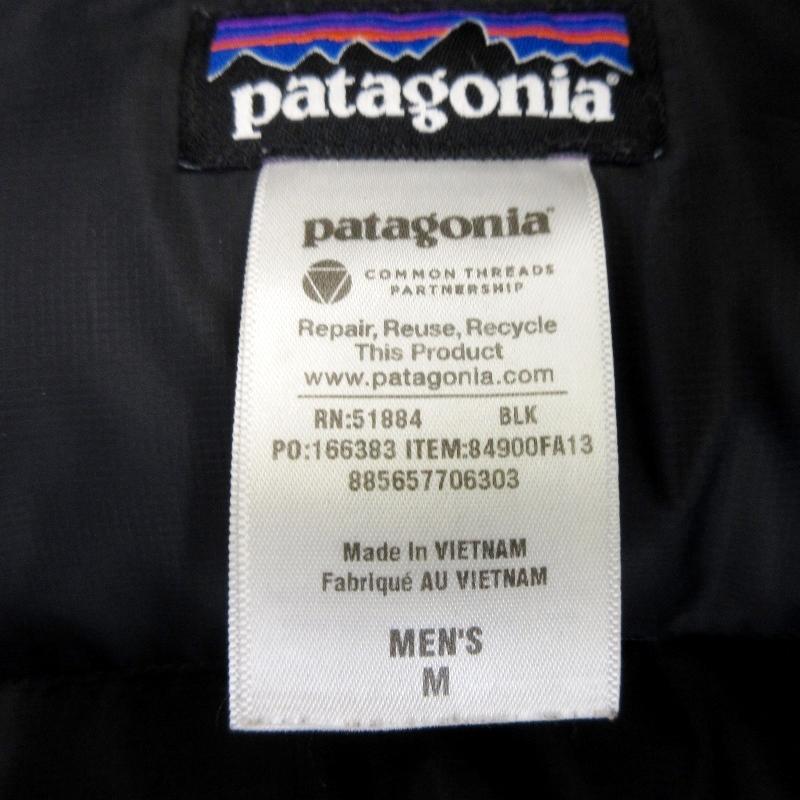 patagonia®
patagonia™
COMMON THREADS
PARTNERSHIP
Repair, Reuse, Recycle
This Product
www.patagonia.com
RN:51884 BLK
PO:166383 ITEM:84900FA13
885657706303
Made In VIETNAM
Fabriqué AU VIETNAM
MEN'S
M